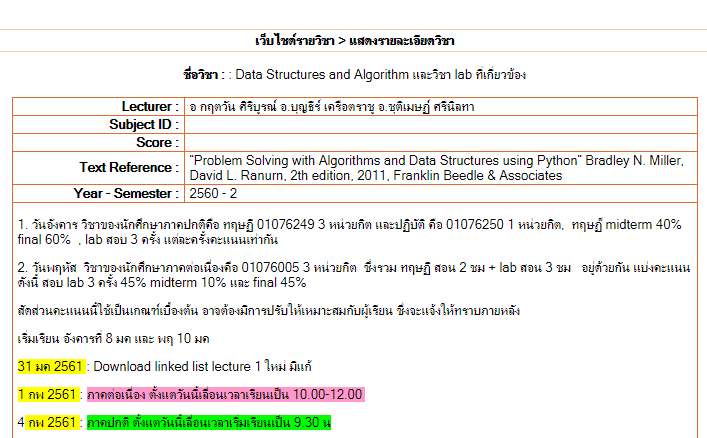 เว็บไซต์รายวิชา > แสดงรายละเอียดวิชา
ชื่อวิชา : : Data Structures and Algorithm และวิชา lab ที่เกี่ยวข้อง
Lecturer : อ กฤตวัน ศิริบูรณ์ อ.บุญธีร์ เครือตราชู อ.ชุติเมษฏ์ ศรีนิลทา
Subject ID :
Score :
Text Reference : "Problem Solving with Algorithms and Data Structures using Python" Bradley N. Miller,
David L. Ranurn, 2th edition, 2011, Franklin Beedle & Associates
Year - Semester : 2560 - 2
1. วันอังคาร วิชาของนักศึกษาภาคปกติคือ ทฤษฏี 01076249 3 หน่วยกิต และปฏิบัติ คือ 01076250 1 หน่วยกิต, ทฤษฏี midterm 40%
final 60% , lab สอบ 3 ครั้ง แต่ละครั้งคะแนนเท่ากัน
2. วันพฤหัส วิชาของนักศึกษาภาคต่อเนื่องคือ 01076005 3 หน่วยกิต ซึ่งรวม ทฤษฏี สอน 2 ชม + lab สอน 3 ชม อยู่ด้วยกัน แบ่งคะแนน
ดังนี้ สอบ lab 3 ครั้ง 45% midterm 10% และ final 45%
สัดส่วนคะแนนนี้ใช้เป็นเกณฑ์เบื้องต้น อาจต้องมีการปรับให้เหมาะสมกับผู้เรียน ซึ่งจะแจ้งให้ทราบภายหลัง
เริ่มเรียน อังคารที่ 8 มค และ พฤ 10 มค
31 มค 2561 : Download linked list lecture 1 ใหม่ มีแก้
1 กพ 2561 : ภาคต่อเนื่อง ตั้งแต่วันนี้เลื่อนเวลาเรียนเป็น 10.00-12.00
4 กพ 2561 : ภาคปกติ ตั้งแต่วันนี้เลื่อนเวลาเริ่มเรียนเป็น 9.30 น